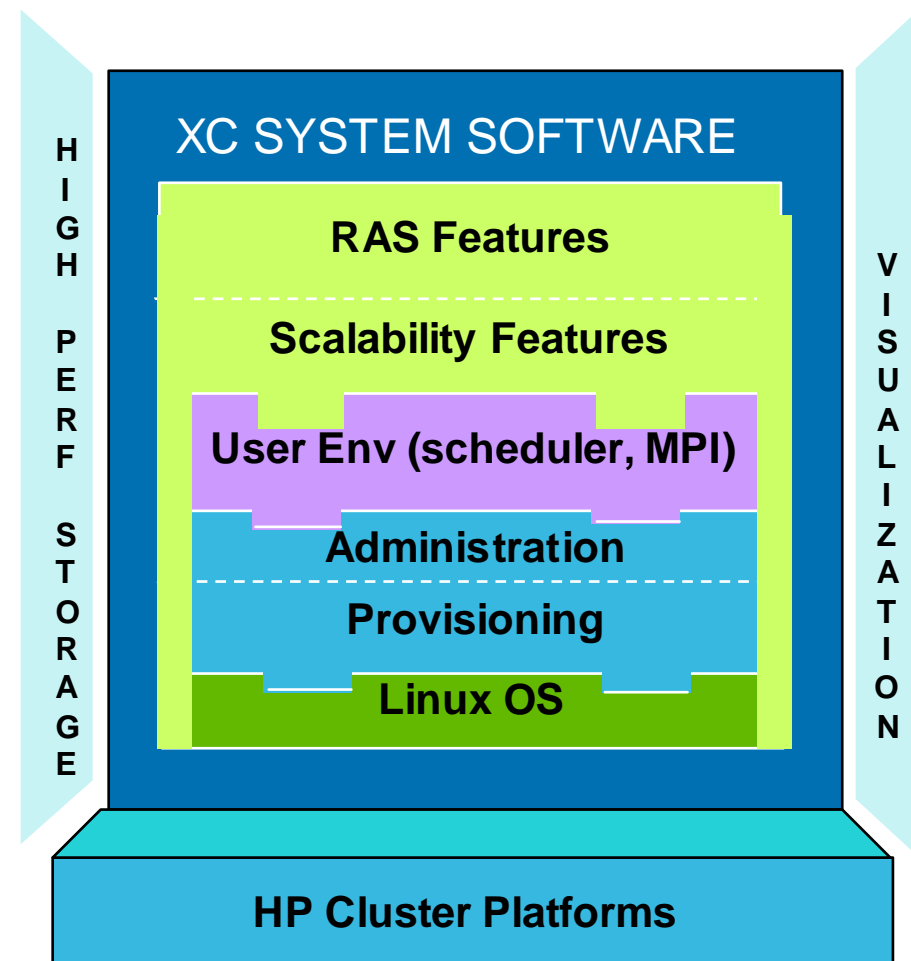 XC SYSTEM SOFTWARE
HIGH PERF STORAGE
RAS Features
Scalability Features
User Env (scheduler, MPI)
Administration
Provisioning
Linux OS
VISUALIZATION
HP Cluster Platforms